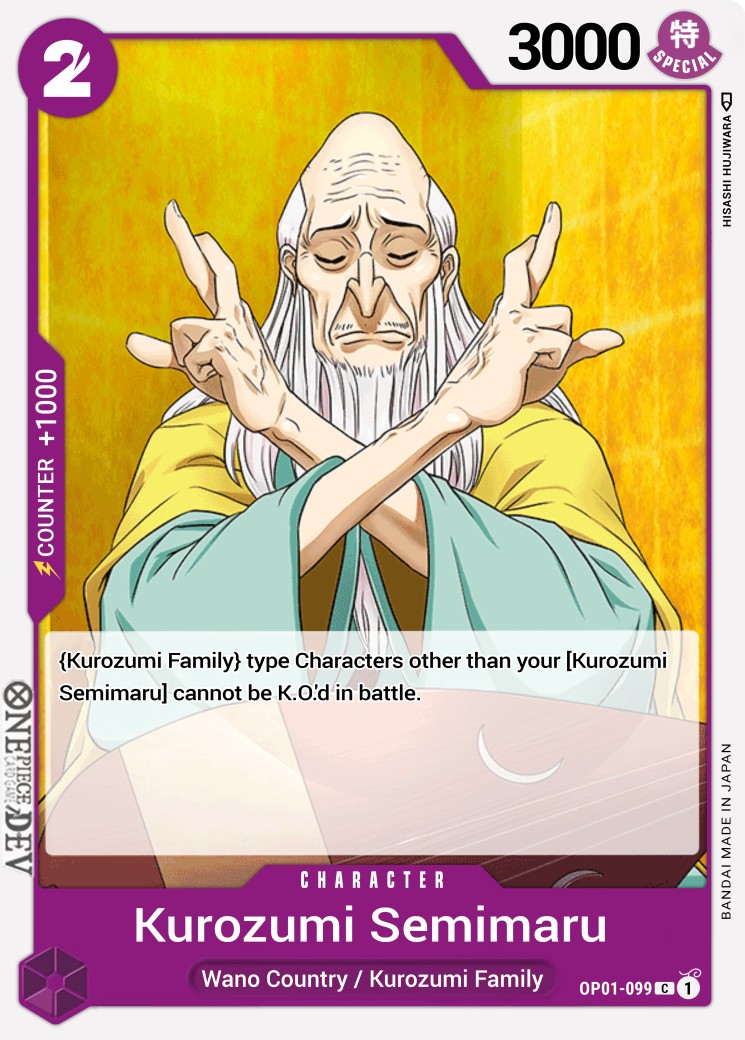 2
3000
特
SPECIAL
HISASHI HUJIWARA
COUNTER +1000
{Kurozumi Family} type Characters other than your [Kurozumi
Semimaru] cannot be K.O.'d in battle.
ONE PIECE
CARD GAME
.DEV
BANDAI MADE IN JAPAN
CHARACTER
Kurozumi Semimaru
Wano Country / Kurozumi Family
OP01-099 C 1